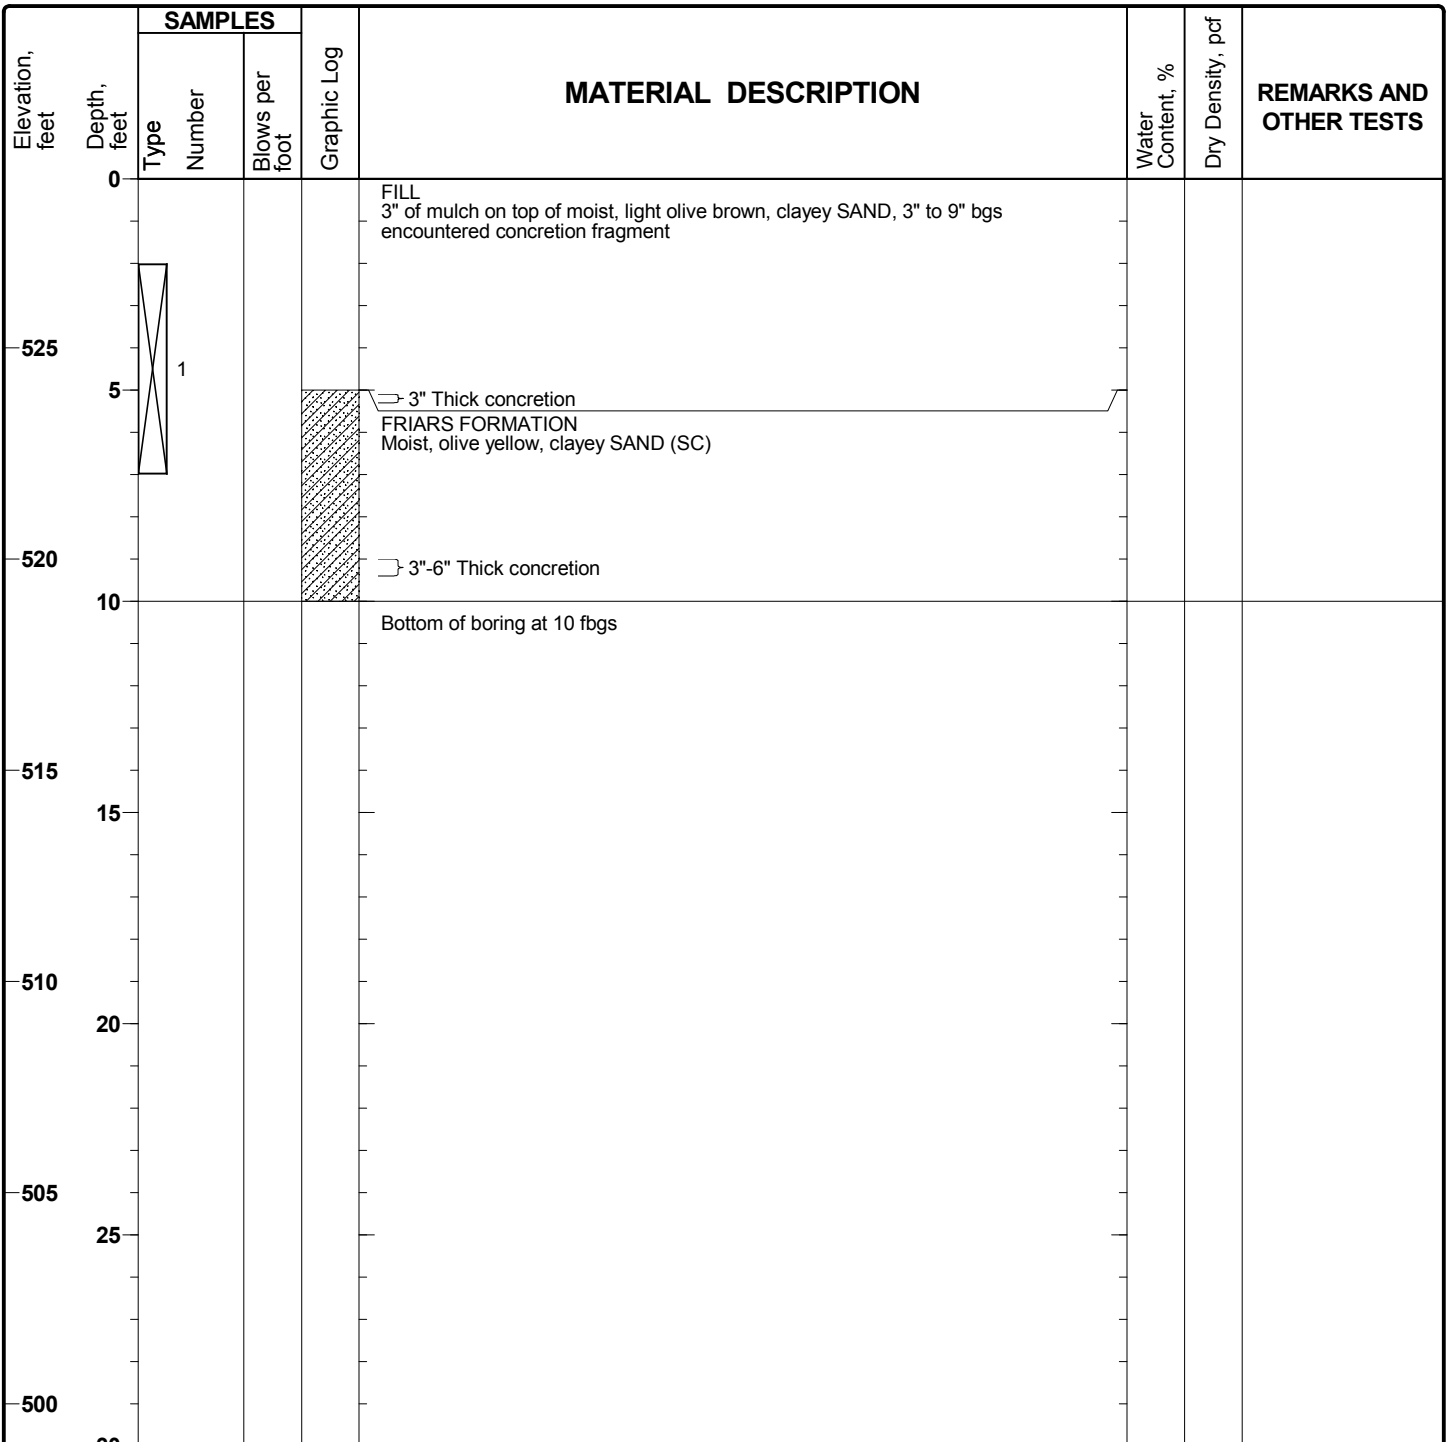 SAMPLES
Elevation,
feet
Depth,
feet
Type
Number
Blows per
foot
Graphic Log
MATERIAL DESCRIPTION
Water
Content, %
Dry Density, pcf
REMARKS AND
OTHER TESTS
0
FILL
3" of mulch on top of moist, light olive brown, clayey SAND, 3" to 9" bgs
encountered concretion fragment
525
1
5
3" Thick concretion
FRIARS FORMATION
Moist, olive yellow, clayey SAND (SC)
520
3"-6" Thick concretion
10
Bottom of boring at 10 fbgs
515
15
510
20
505
25
500